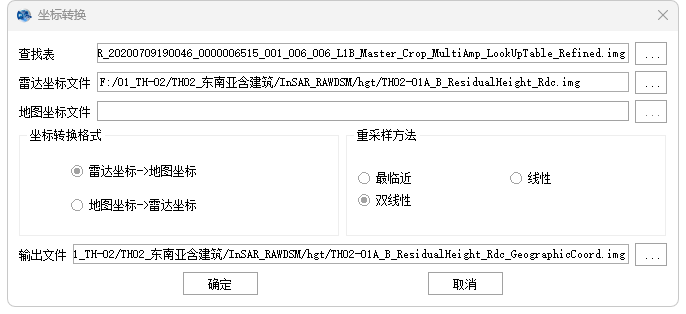 坐标转换
查找表 R_20200709190046_0000006515_001_006_006_L1B_Master_Crop_MultiAmp_LookUpTable_Refined.img ...
雷达坐标文件 F:/01_TH-02/TH02_东南亚含建筑/InSAR_RAWDSM/hgt/TH02-01A_B_ResidualHeight_Rdc.img ...
地图坐标文件 ...
坐标转换格式 重采样方法
雷达坐标->地图坐标
最临近 线性
双线性
地图坐标->雷达坐标
输出文件 1_TH-02/TH02_东南亚含建筑/InSAR_RAWDSM/hgt/TH02-01A_B_ResidualHeight_Rdc_GeographicCoord.img ...
确定 取消